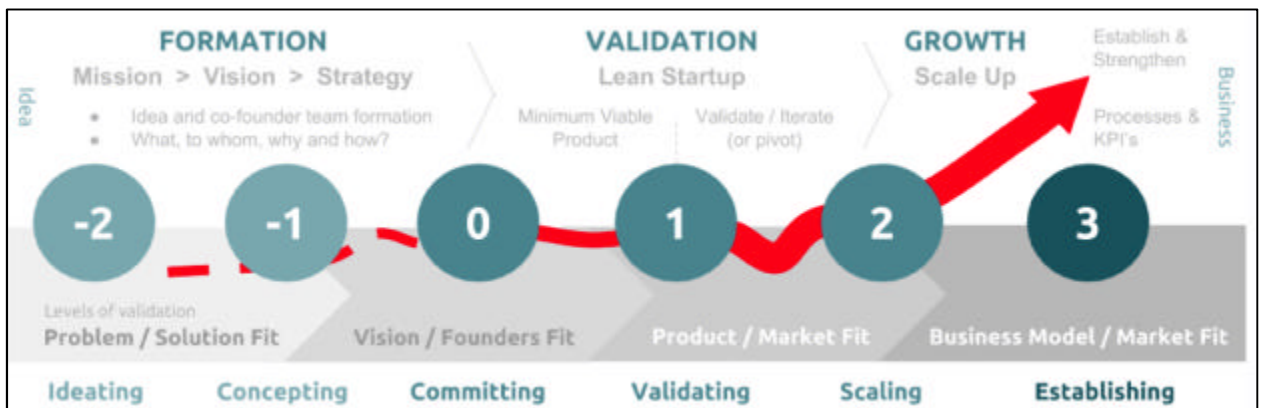 FORMATION
Mission > Vision > Strategy
Idea and co-founder team formation
What, to whom, why and how?
VALIDATION
Lean Startup
Minimum Viable
Product
Validate / Iterate
(or pivot)
GROWTH
Scale Up
Establish &
Strengthen
Processes &
KPI's
Idea
Business
-2
-1
0
1
2
3
Levels of validation
Problem / Solution Fit
Vision / Founders Fit
Product / Market Fit
Business Model / Market Fit
Ideating
Concepting
Committing
Validating
Scaling
Establishing